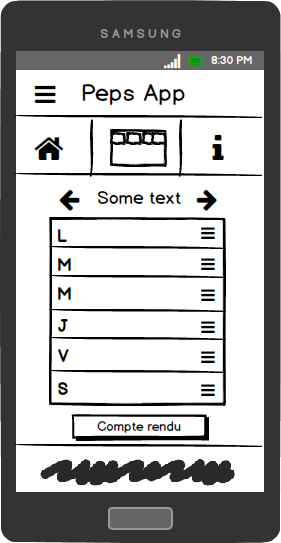 SAMSUNG
8:30 PM
Peps App
i
Some text
L
M
M
J
V
S
Compte rendu